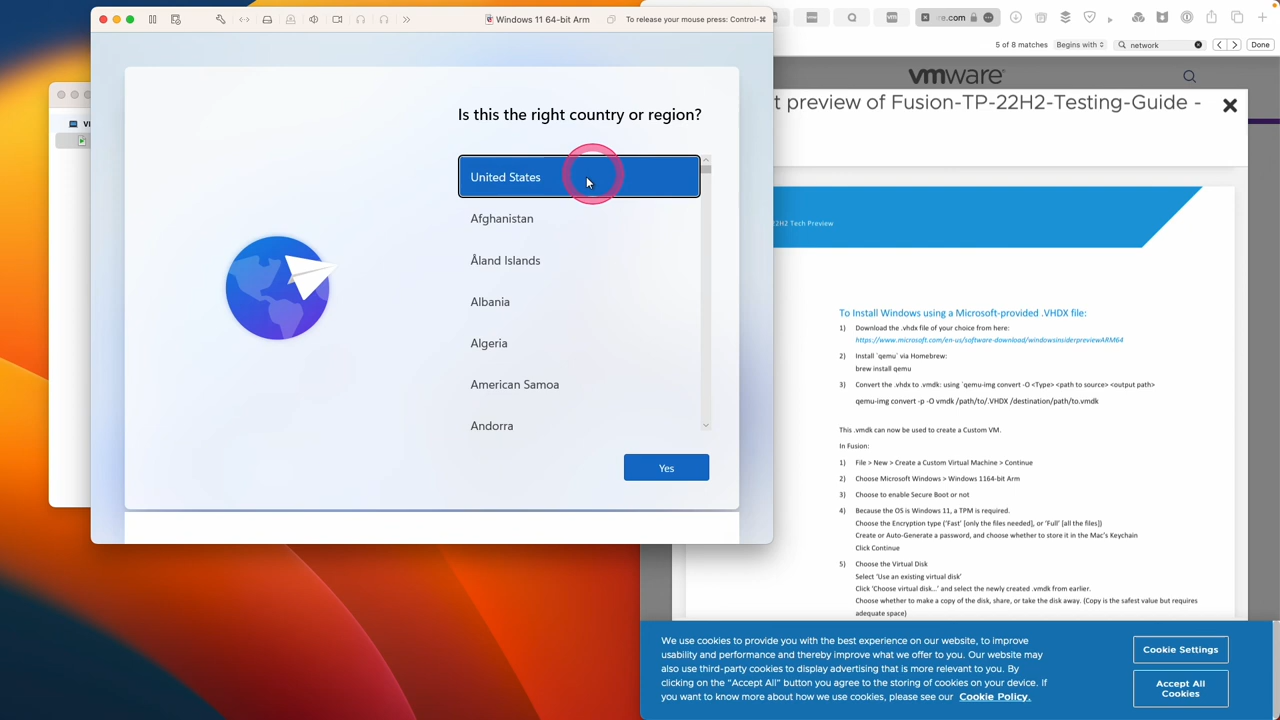 Windows 11 64-bit Arm
To release your mouse press: Control-⌘
Is this the right country or region?
United States
Afghanistan
Åland Islands
Albania
Algeria
American Samoa
Andorra
Yes
VI
re.com
5 of 8 matches
Begins with
network
Done
vmware
t preview of Fusion-TP-22H2-Testing-Guide -
22H2 Tech Preview
To Install Windows using a Microsoft-provided .VHDX file:
1) Download the .vhdx file of your choice from here:
https://www.microsoft.com/en-us/software-download/windowsinsiderpreviewARM64
2) Install `qemu` via Homebrew:
brew install qemu
3) Convert the .vhdx to .vmdk: using `qemu-img convert -O <Type> <path to source> <output path>
qemu-img convert -p -O vmdk /path/to/.VHDX /destination/path/to.vmdk
This .vmdk can now be used to create a Custom VM.
In Fusion:
1) File > New > Create a Custom Virtual Machine > Continue
2) Choose Microsoft Windows > Windows 1164-bit Arm
3) Choose to enable Secure Boot or not
4) Because the OS is Windows 11, a TPM is required.
Choose the Encryption type ('Fast' [only the files needed], or 'Full' [all the files])
Create or Auto-Generate a password, and choose whether to store it in the Mac's Keychain
Click Continue
5) Choose the Virtual Disk
Select 'Use an existing virtual disk'
Click 'Choose virtual disk...' and select the newly created .vmdk from earlier.
Choose whether to make a copy of the disk, share, or take the disk away. (Copy is the safest value but requires
adequate space)
We use cookies to provide you with the best experience on our website, to improve
usability and performance and thereby improve what we offer to you. Our website may
also use third-party cookies to display advertising that is more relevant to you. By
clicking on the “Accept All” button you agree to the storing of cookies on your device. If
you want to know more about how we use cookies, please see our Cookie Policy.
Cookie Settings
Accept All
Cookies